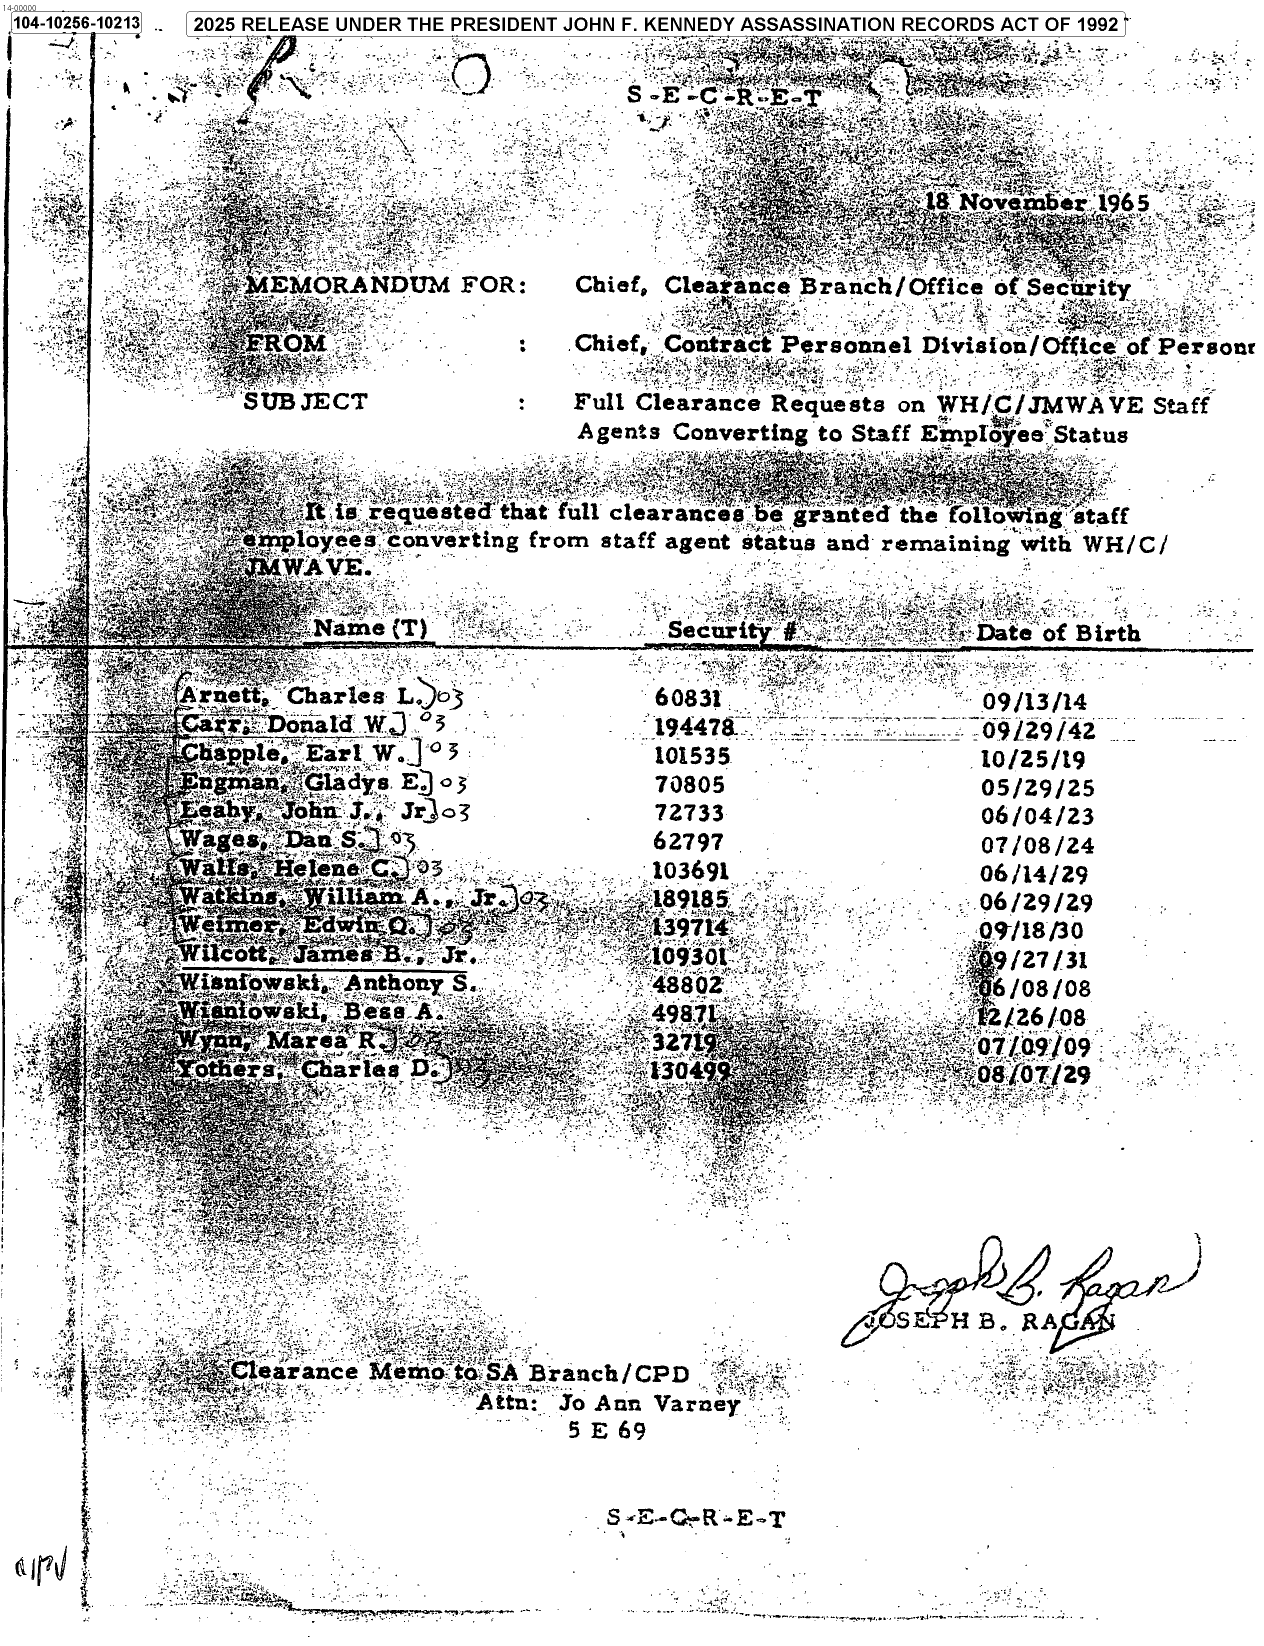 14-00000
104-10256-10213
2025 RELEASE UNDER THE PRESIDENT JOHN F. KENNEDY ASSASSINATION RECORDS ACT OF 1992
S-E-C-R-E-T
18 November 1965
MEMORANDUM FOR: Chief, Clearance Branch/Office of Security
FROM : Chief, Contract Personnel Division/Office of Personn
SUBJECT : Full Clearance Requests on WH/C/JMWAVE Staff
Agents Converting to Staff Employee Status
It is requested that full clearances be granted the following staff
employees converting from staff agent status and remaining with WH/C/
JMWAVE.
Name (T) Security # Date of Birth
Arnett, Charles L. 03 60831 09/13/14
Carr, Donald W. 03 194478 09/29/42
Chapple, Earl W. 03 101535 10/25/19
Engman, Gladys E. 03 70805 05/29/25
Leahy, John J., Jr. 03 72733 06/04/23
Wages, Dan S. 03 62797 07/08/24
Walls, Helene C. 03 103691 06/14/29
Watkins, William A., Jr. 03 189185 06/29/29
Weimer, Edwin Q. 03 139714 09/18/30
Wilcott, James B., Jr. 109301 09/27/31
Wisniowski, Anthony S. 48802 06/08/08
Wisniowski, Bess A. 49871 12/26/08
Wynn, Marea R. 03 32719 07/09/09
Yothers, Charles D. 03 130499 08/07/29
Joseph B. Ragan
JOSEPH B. RAGAN
Clearance Memo to SA Branch/CPD
Attn: Jo Ann Varney
5 E 69
S-E-C-R-E-T